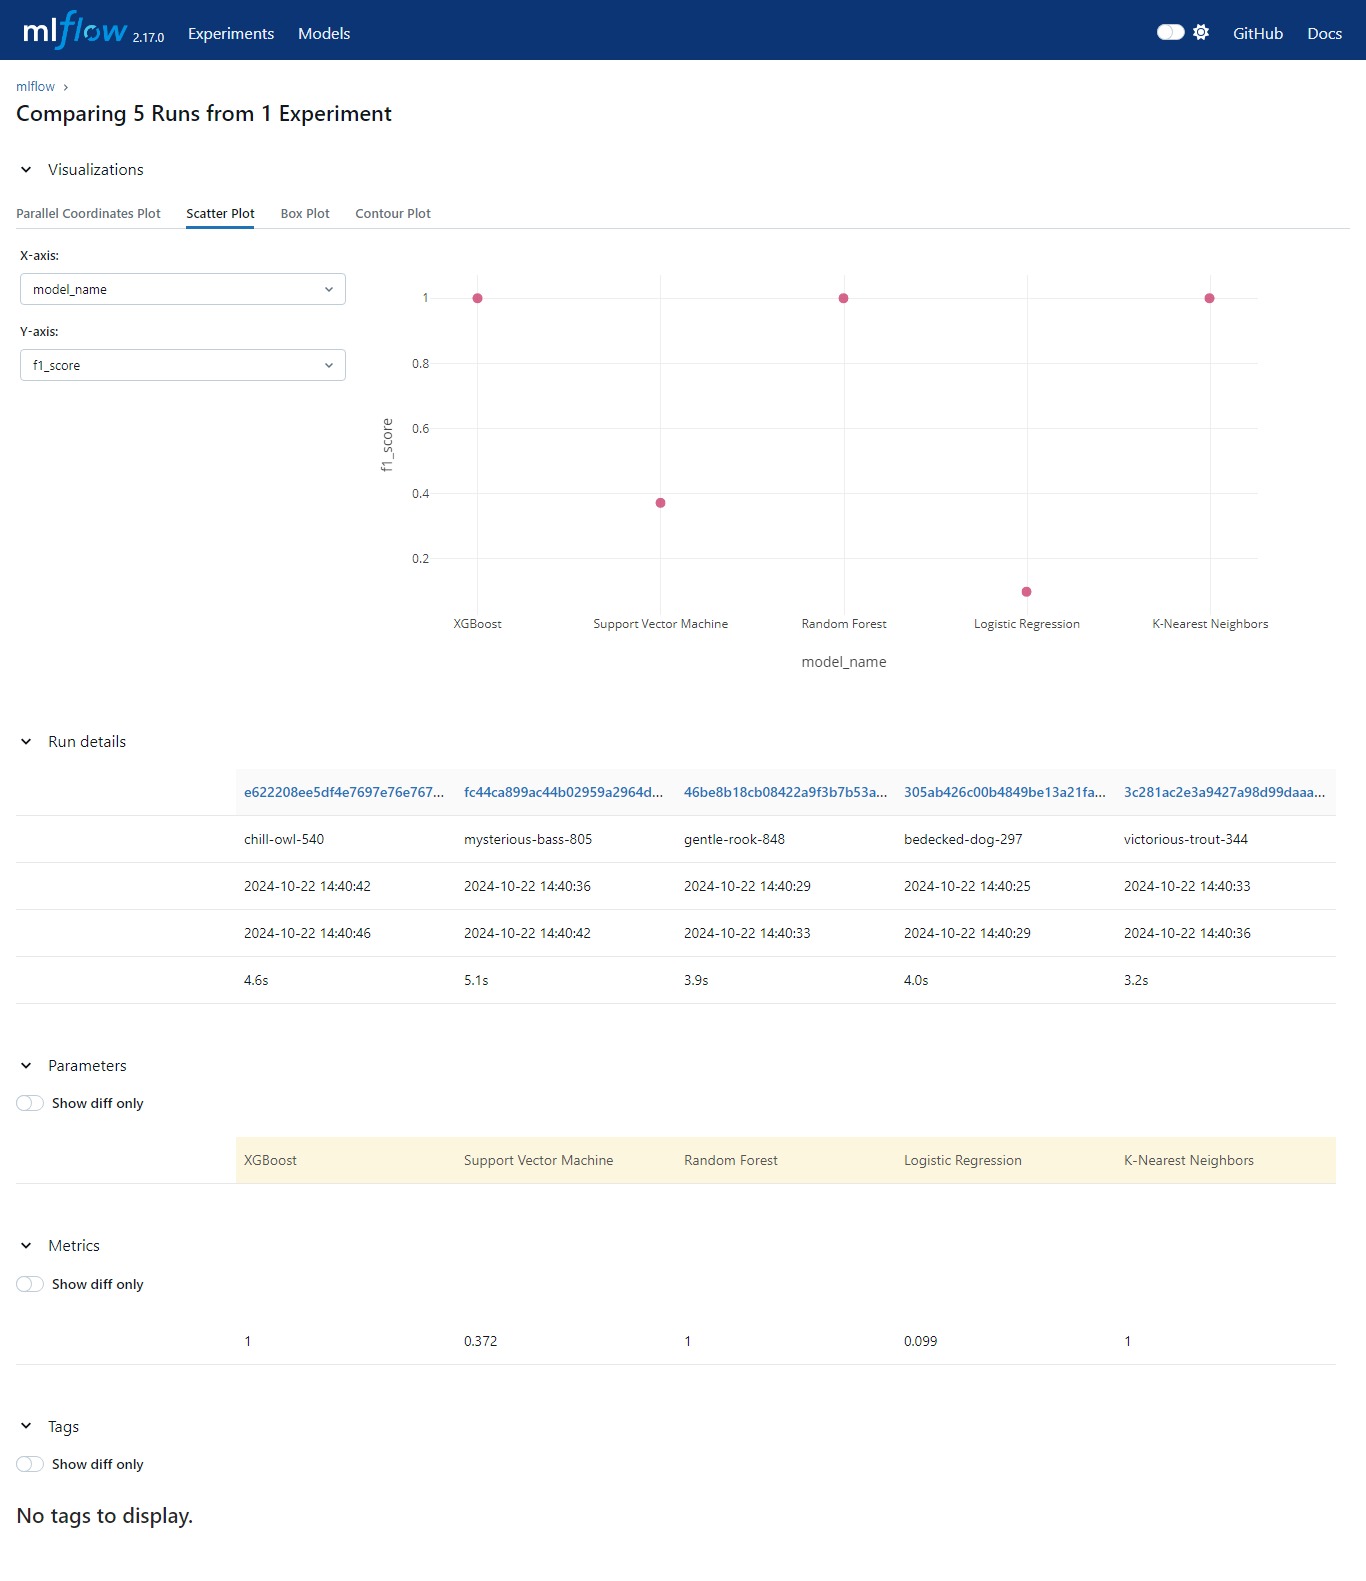 mlflow 2.17.0 Experiments Models GitHub Docs
mlflow ›
Comparing 5 Runs from 1 Experiment
Visualizations
Parallel Coordinates Plot Scatter Plot Box Plot Contour Plot
X-axis:
model_name
Y-axis:
f1_score
1
0.8
0.6
0.4
0.2
f1_score
XGBoost Support Vector Machine Random Forest Logistic Regression K-Nearest Neighbors
model_name
Run details
e622208ee5df4e7697e76e767... fc44ca899ac44b02959a2964d... 46be8b18cb08422a9f3b7b53a... 305ab426c00b4849be13a21fa... 3c281ac2e3a9427a98d99daaa...
chill-owl-540 mysterious-bass-805 gentle-rook-848 bedecked-dog-297 victorious-trout-344
2024-10-22 14:40:42 2024-10-22 14:40:36 2024-10-22 14:40:29 2024-10-22 14:40:25 2024-10-22 14:40:33
2024-10-22 14:40:46 2024-10-22 14:40:42 2024-10-22 14:40:33 2024-10-22 14:40:29 2024-10-22 14:40:36
4.6s 5.1s 3.9s 4.0s 3.2s
Parameters
Show diff only
XGBoost Support Vector Machine Random Forest Logistic Regression K-Nearest Neighbors
Metrics
Show diff only
1 0.372 1 0.099 1
Tags
Show diff only
No tags to display.